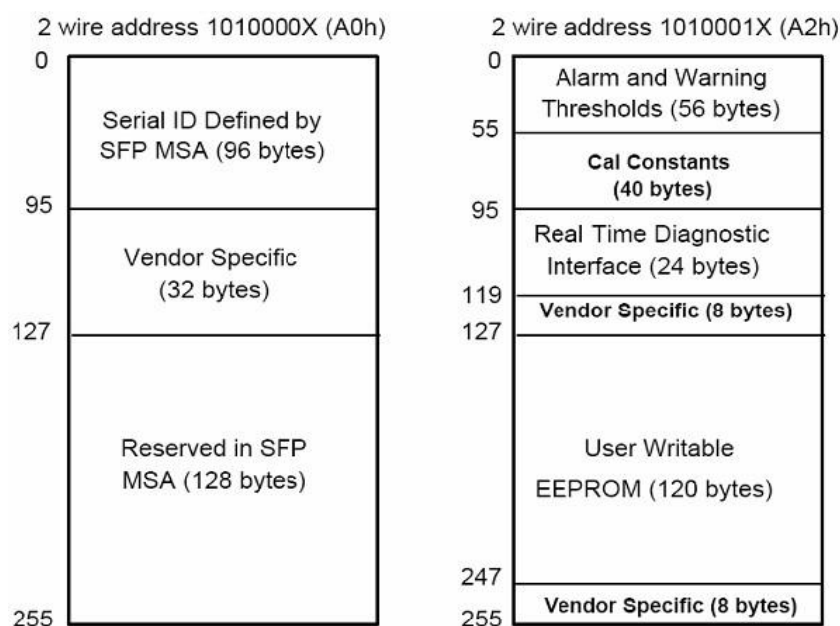 2 wire address 1010000X (A0h)
0
Serial ID Defined by
SFP MSA (96 bytes)
95
Vendor Specific
(32 bytes)
127
Reserved in SFP
MSA (128 bytes)
255
2 wire address 1010001X (A2h)
0
Alarm and Warning
Thresholds (56 bytes)
55
Cal Constants
(40 bytes)
95
Real Time Diagnostic
Interface (24 bytes)
119
Vendor Specific (8 bytes)
127
User Writable
EEPROM (120 bytes)
247
Vendor Specific (8 bytes)
255